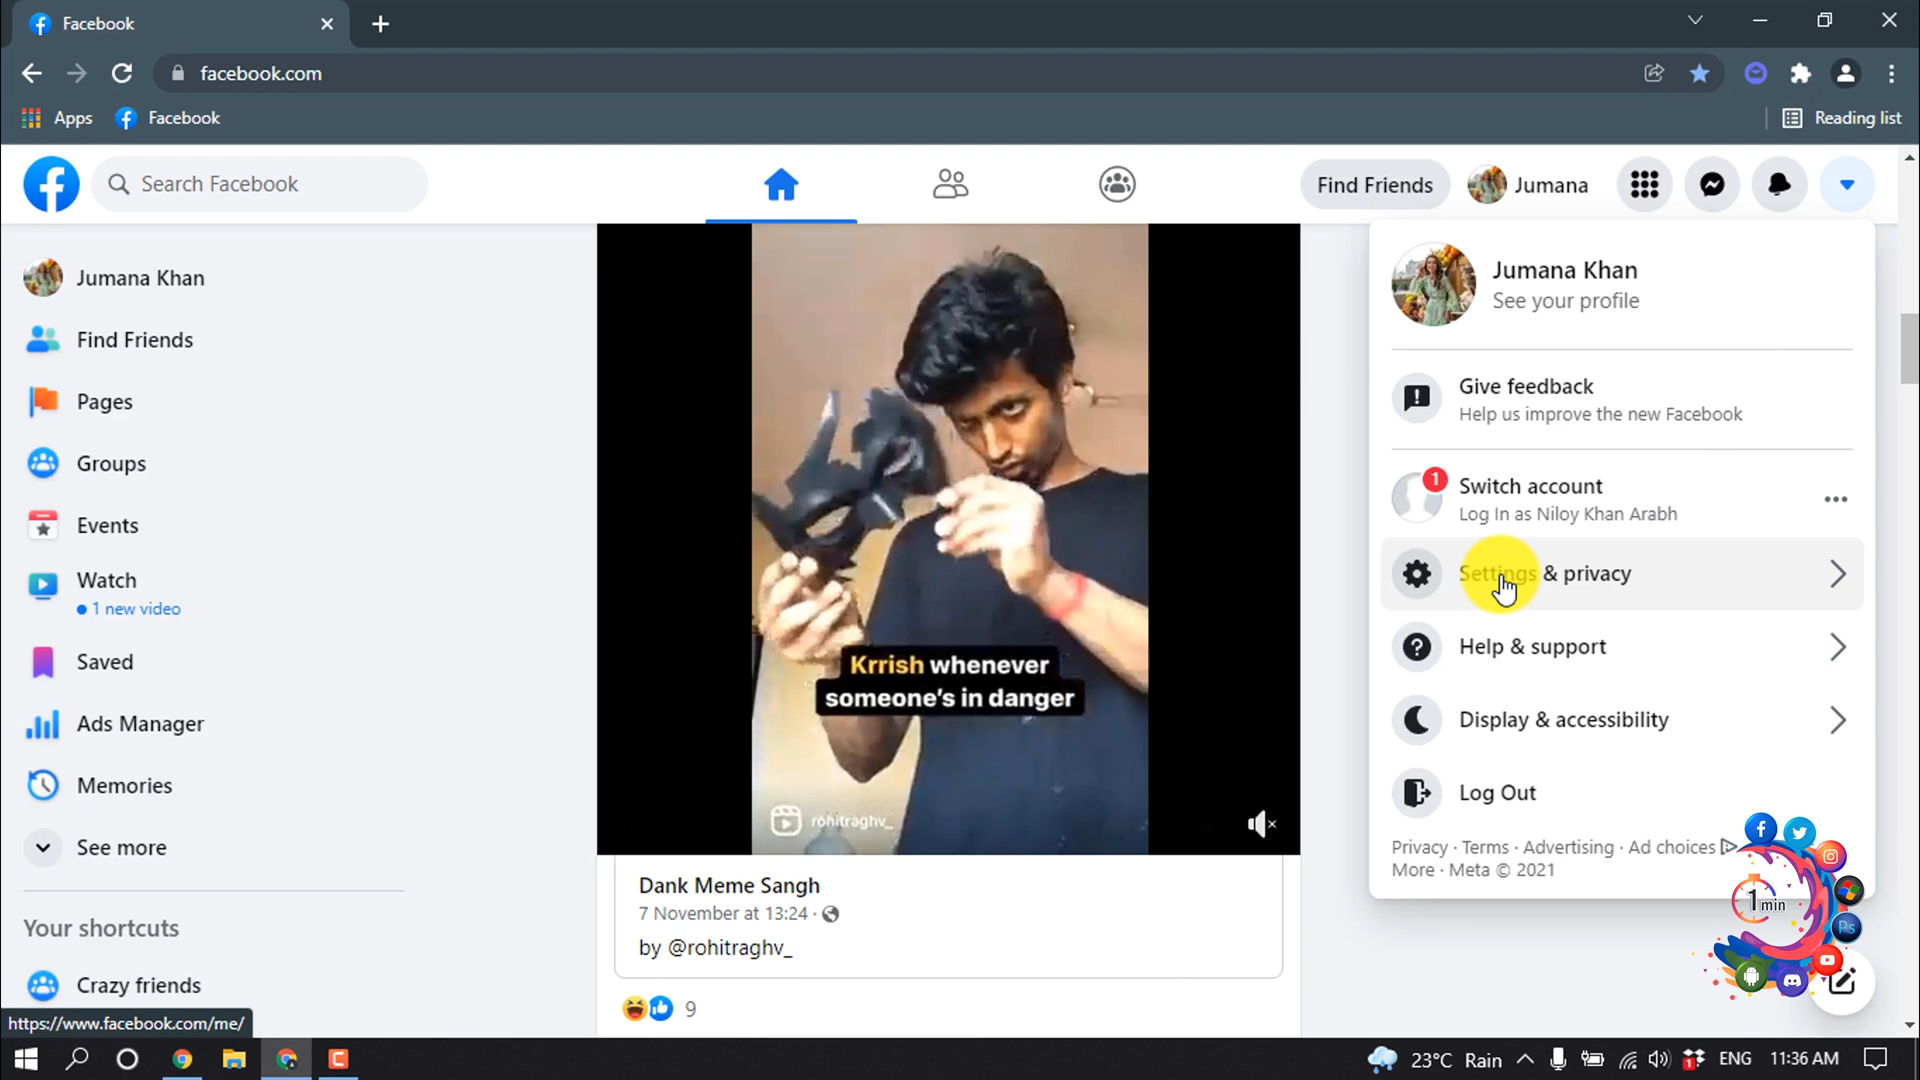 Facebook
facebook.com
Apps
Facebook
Reading list
Search Facebook
Find Friends
Jumana
Jumana Khan
Find Friends
Pages
Groups
Events
Watch
1 new video
Saved
Ads Manager
Memories
See more
Your shortcuts
Crazy friends
https://www.facebook.com/me/
Krrish whenever
someone's in danger
rohitraghv_
Dank Meme Sangh
7 November at 13:24 ·
by @rohitraghv_
9
Jumana Khan
See your profile
Give feedback
Help us improve the new Facebook
1
Switch account
Log In as Niloy Khan Arabh
Settings & privacy
Help & support
Display & accessibility
Log Out
Privacy · Terms · Advertising · Ad choices
More · Meta © 2021
1 min
Ps
23°C Rain
1
ENG
11:36 AM